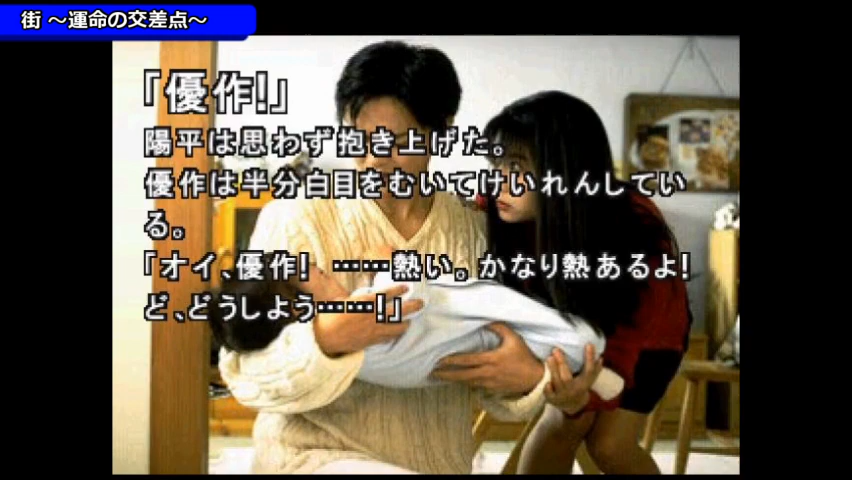 街 ～運命の交差点～
「優作!」
陽平は思わず抱き上げた。
優作は半分白目をむいてけいれんしてい
る。
「オイ、優作! ……熱い。かなり熱あるよ!
ど、どうしよう……!」